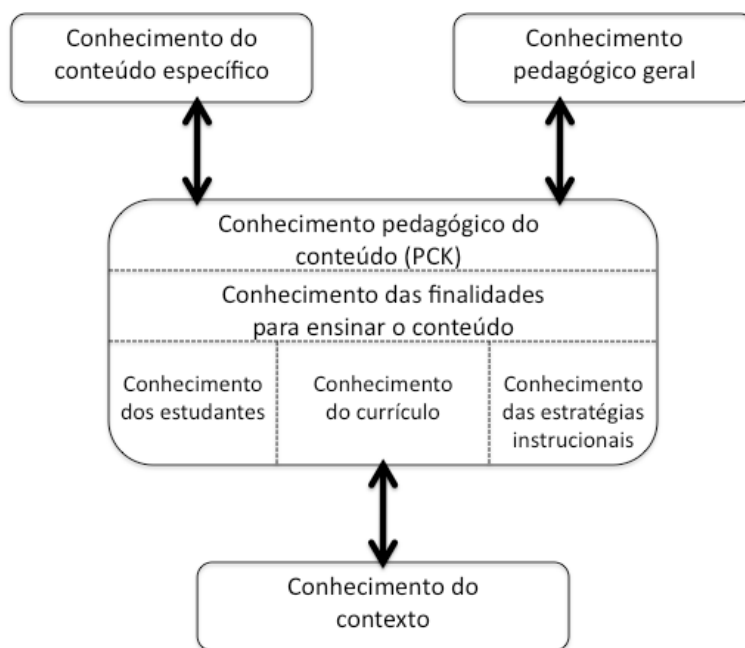 Conhecimento do
conteúdo específico
Conhecimento
pedagógico geral
Conhecimento pedagógico do
conteúdo (PCK)
Conhecimento das finalidades
para ensinar o conteúdo
Conhecimento
dos estudantes
Conhecimento
do currículo
Conhecimento
das estratégias
instrucionais
Conhecimento do
contexto